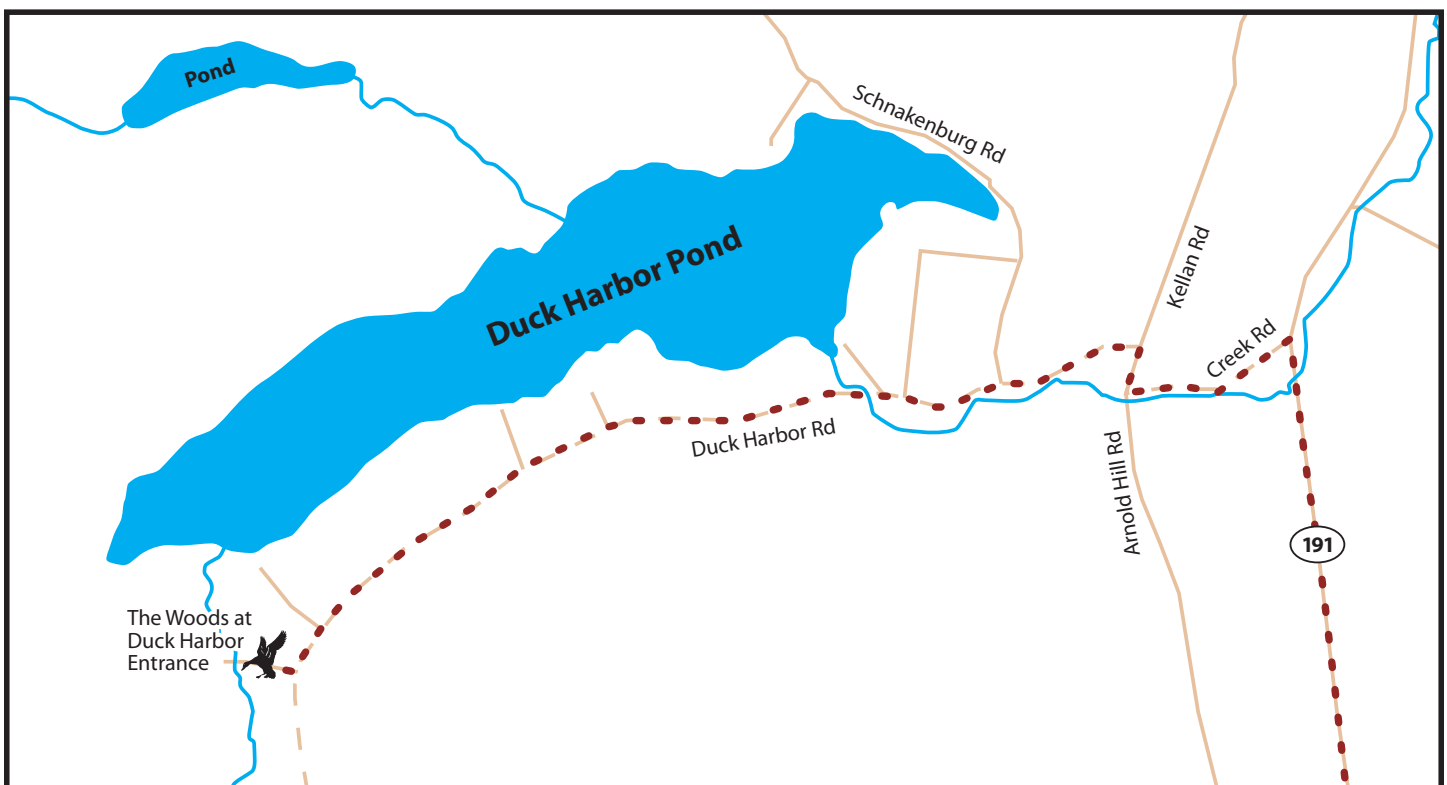 Pond
Schnakenburg Rd
Duck Harbor Pond
Kellan Rd
Creek Rd
Duck Harbor Rd
Arnold Hill Rd
191
The Woods at
Duck Harbor
Entrance